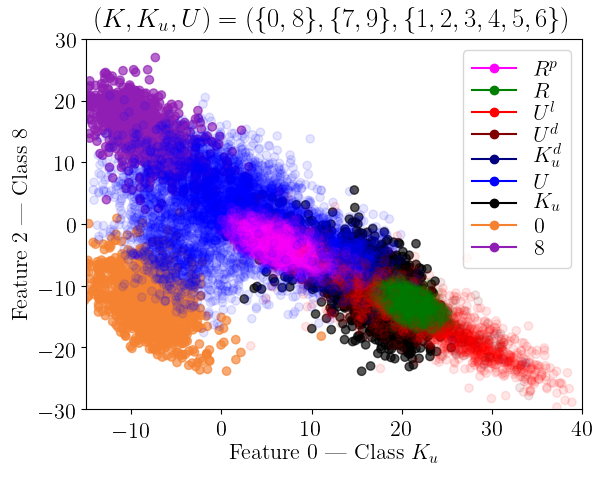 (K, K_u, U) = ({0, 8}, {7, 9}, {1, 2, 3, 4, 5, 6})
30
20
10
0
−10
−20
−30
Feature 2 — Class 8
R^p
R
U^l
U^d
K_u^d
U
K_u
0
8
−10
0
10
20
30
40
Feature 0 — Class K_u